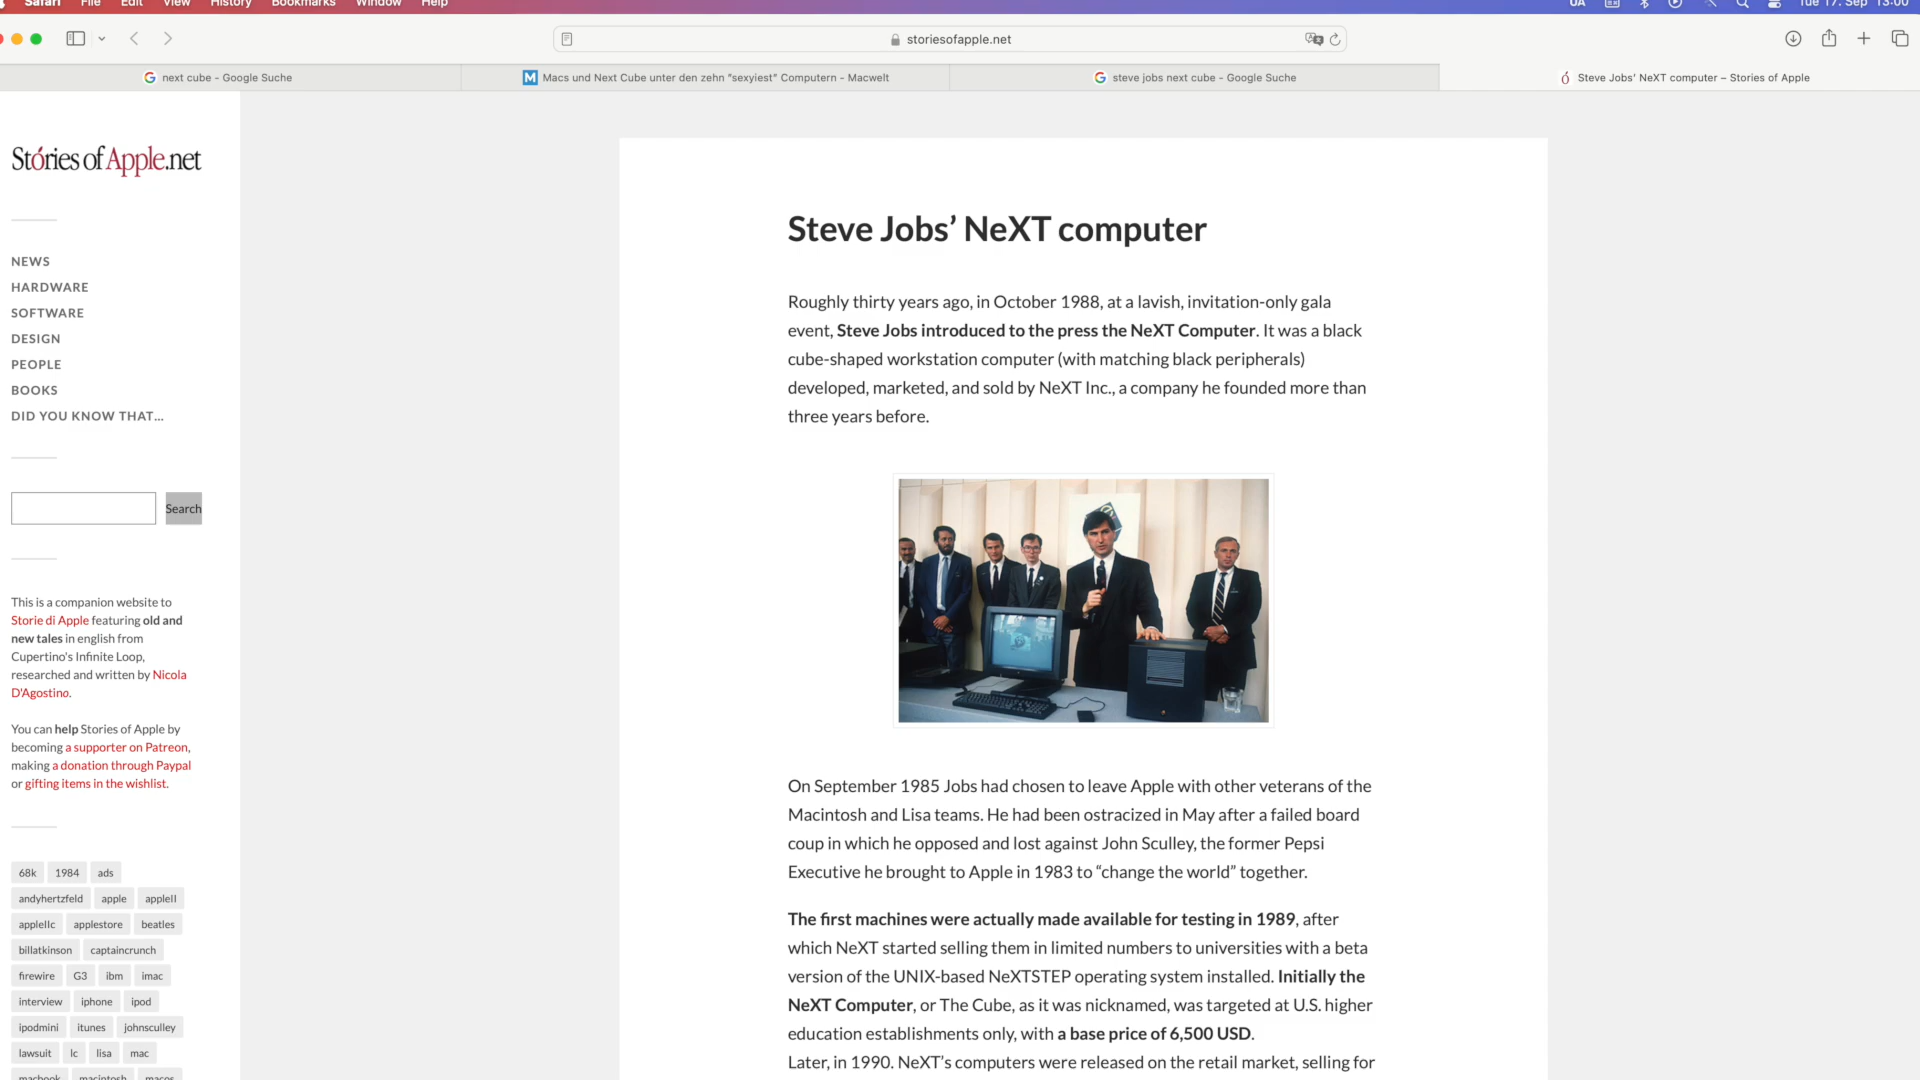 Safari File Edit View History Bookmarks Window Help
UA Tue 17. Sep 13:00
storiesofapple.net
next cube - Google Suche
Macs und Next Cube unter den zehn "sexyiest" Computern - Macwelt
steve jobs next cube - Google Suche
Steve Jobs' NeXT computer – Stories of Apple
Stories of Apple.net
NEWS
HARDWARE
SOFTWARE
DESIGN
PEOPLE
BOOKS
DID YOU KNOW THAT…
Search
This is a companion website to
Storie di Apple featuring old and
new tales in english from
Cupertino's Infinite Loop,
researched and written by Nicola
D'Agostino.
You can help Stories of Apple by
becoming a supporter on Patreon,
making a donation through Paypal
or gifting items in the wishlist.
68k 1984 ads
andyhertzfeld apple appleII
appleIIc applestore beatles
billatkinson captaincrunch
firewire G3 ibm imac
interview iphone ipod
ipodmini itunes johnsculley
lawsuit lc lisa mac
macbook macintosh macos
Steve Jobs’ NeXT computer
Roughly thirty years ago, in October 1988, at a lavish, invitation-only gala
event, Steve Jobs introduced to the press the NeXT Computer. It was a black
cube-shaped workstation computer (with matching black peripherals)
developed, marketed, and sold by NeXT Inc., a company he founded more than
three years before.
On September 1985 Jobs had chosen to leave Apple with other veterans of the
Macintosh and Lisa teams. He had been ostracized in May after a failed board
coup in which he opposed and lost against John Sculley, the former Pepsi
Executive he brought to Apple in 1983 to “change the world” together.
The first machines were actually made available for testing in 1989, after
which NeXT started selling them in limited numbers to universities with a beta
version of the UNIX-based NeXTSTEP operating system installed. Initially the
NeXT Computer, or The Cube, as it was nicknamed, was targeted at U.S. higher
education establishments only, with a base price of 6,500 USD.
Later, in 1990. NeXT’s computers were released on the retail market, selling for